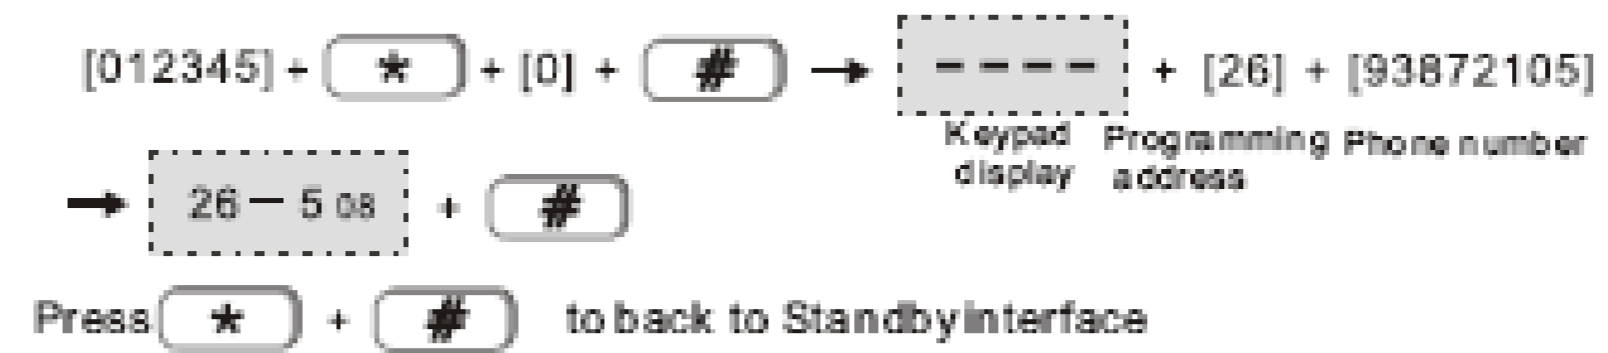 [012345] + * + [0] + # → – – – – + [26] + [93872105]
Keypad display Programming address Phone number
→ 26 – 5 08 + #
Press * + # to back to Standby interface